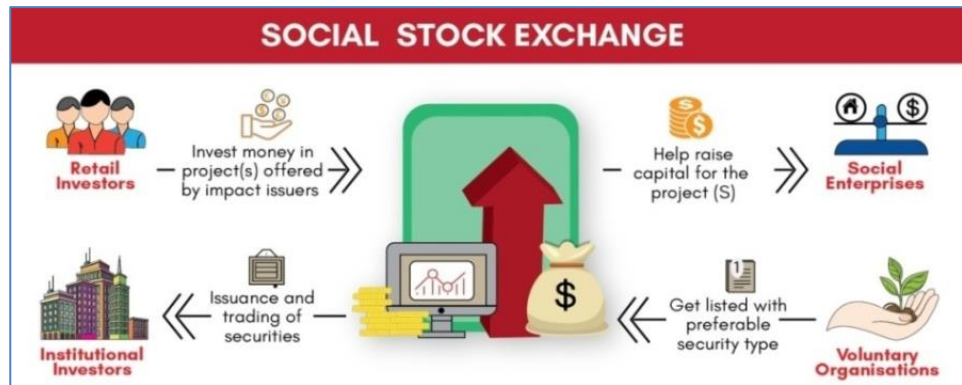 SOCIAL STOCK EXCHANGE
Retail
Investors
Invest money in
project(s) offered
by impact issuers
Help raise
capital for the
project (S)
Social
Enterprises
Institutional
Investors
Issuance and
trading of
securities
$
1
Get listed with
preferable
security type
Voluntary
Organisations